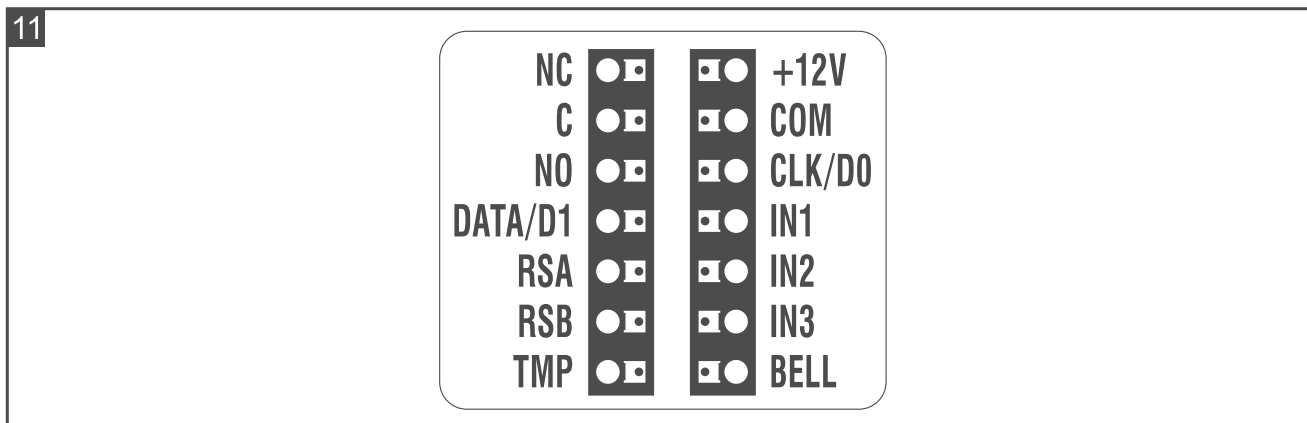 11
NC +12V
C COM
NO CLK/D0
DATA/D1 IN1
RSA IN2
RSB IN3
TMP BELL